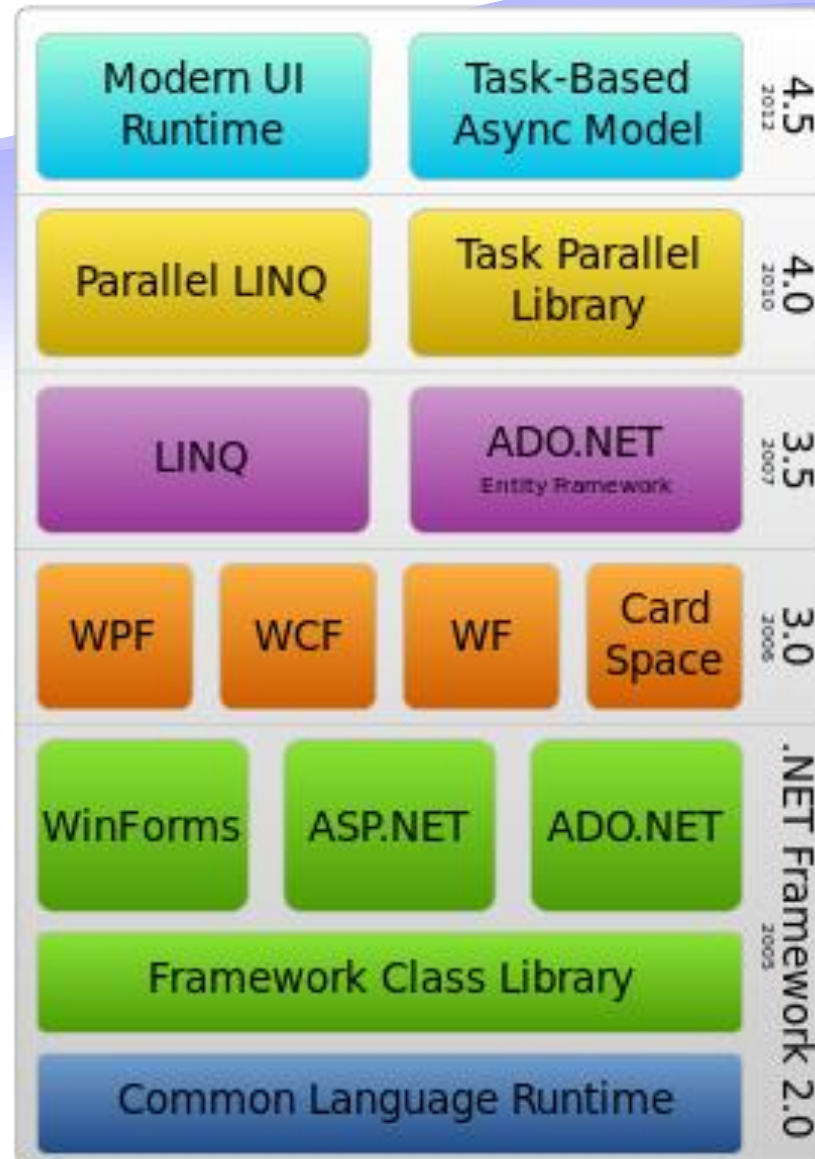 Modern UI
Runtime
Task-Based
Async Model
4.5
2012
Parallel LINQ
Task Parallel
Library
4.0
2010
LINQ
ADO.NET
Entity Framework
3.5
2007
WPF
WCF
WF
Card
Space
3.0
2006
WinForms
ASP.NET
ADO.NET
Framework Class Library
Common Language Runtime
.NET Framework 2.0
2005